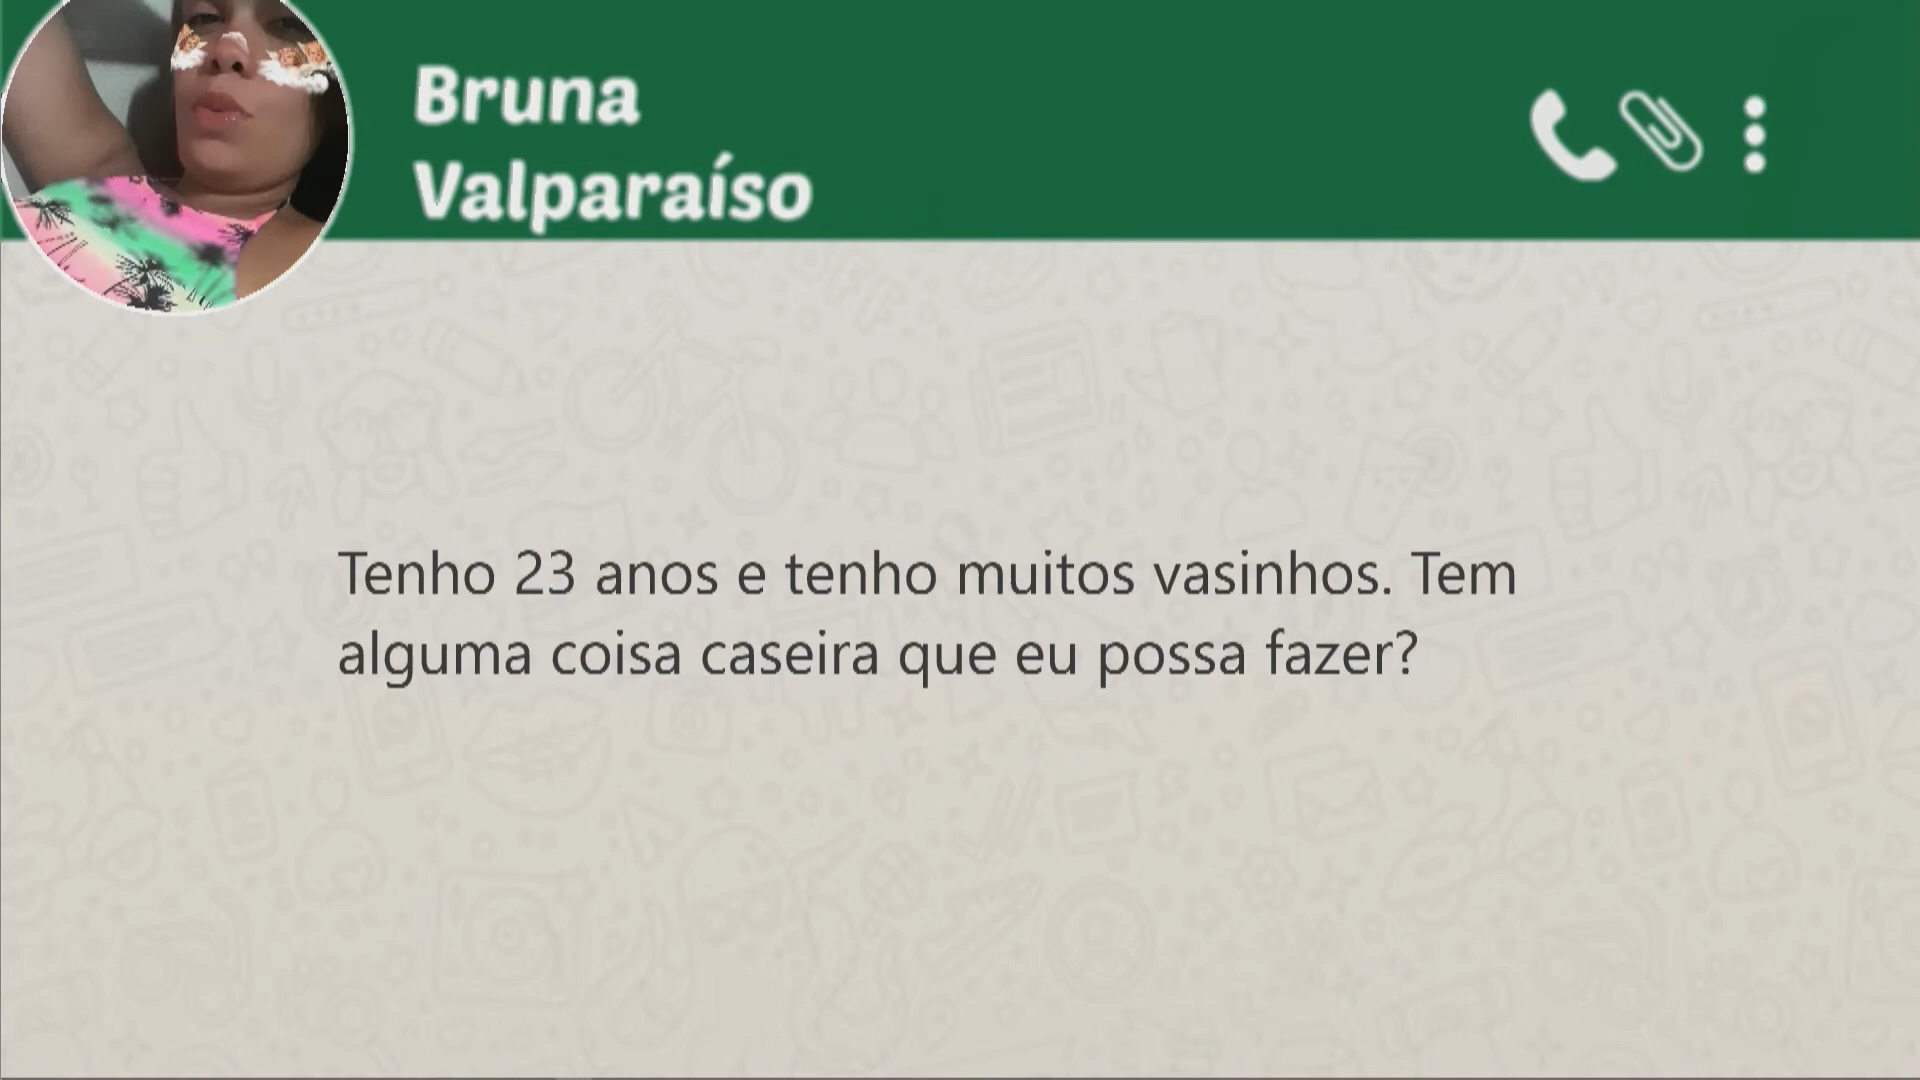 Bruna
Valparaíso
Tenho 23 anos e tenho muitos vasinhos. Tem
alguma coisa caseira que eu possa fazer?